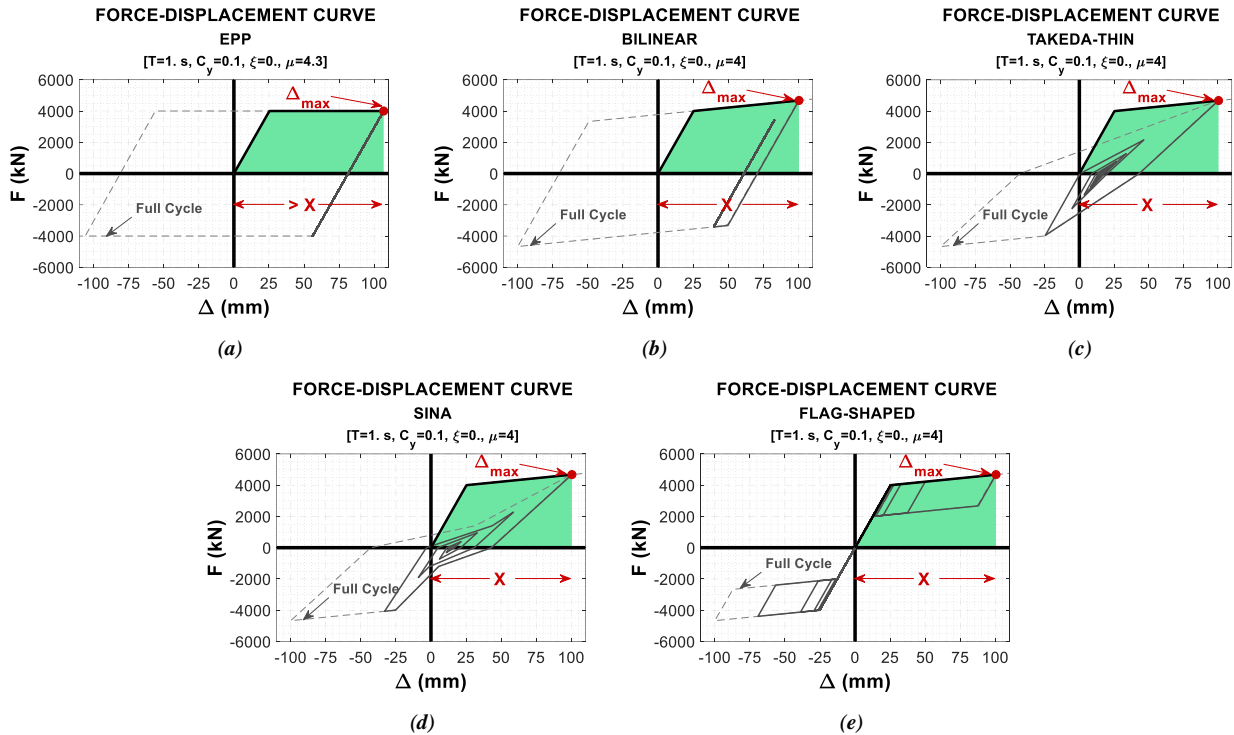 FORCE-DISPLACEMENT CURVE
EPP
[T=1. s, C_y=0.1, ξ=0., μ=4.3]
6000
4000
2000
0
-2000
-4000
-6000
F (kN)
Δmax
> X
Full Cycle
-100 -75 -50 -25 0 25 50 75 100
Δ (mm)
(a)
FORCE-DISPLACEMENT CURVE
BILINEAR
[T=1. s, C_y=0.1, ξ=0., μ=4]
6000
4000
2000
0
-2000
-4000
-6000
F (kN)
Δmax
X
Full Cycle
-100 -75 -50 -25 0 25 50 75 100
Δ (mm)
(b)
FORCE-DISPLACEMENT CURVE
TAKEDA-THIN
[T=1. s, C_y=0.1, ξ=0., μ=4]
6000
4000
2000
0
-2000
-4000
-6000
F (kN)
Δmax
X
Full Cycle
-100 -75 -50 -25 0 25 50 75 100
Δ (mm)
(c)
FORCE-DISPLACEMENT CURVE
SINA
[T=1. s, C_y=0.1, ξ=0., μ=4]
6000
4000
2000
0
-2000
-4000
-6000
F (kN)
Δmax
X
Full Cycle
-100 -75 -50 -25 0 25 50 75 100
Δ (mm)
(d)
FORCE-DISPLACEMENT CURVE
FLAG-SHAPED
[T=1. s, C_y=0.1, ξ=0., μ=4]
6000
4000
2000
0
-2000
-4000
-6000
F (kN)
Δmax
X
Full Cycle
-100 -75 -50 -25 0 25 50 75 100
Δ (mm)
(e)